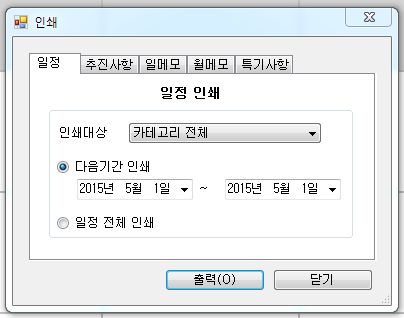 인쇄
일정 추진사항 일메모 월메모 특기사항
일정 인쇄
인쇄대상 카테고리 전체
다음기간 인쇄
2015년 5월 1일 ~ 2015년 5월 1일
일정 전체 인쇄
출력(O) 닫기